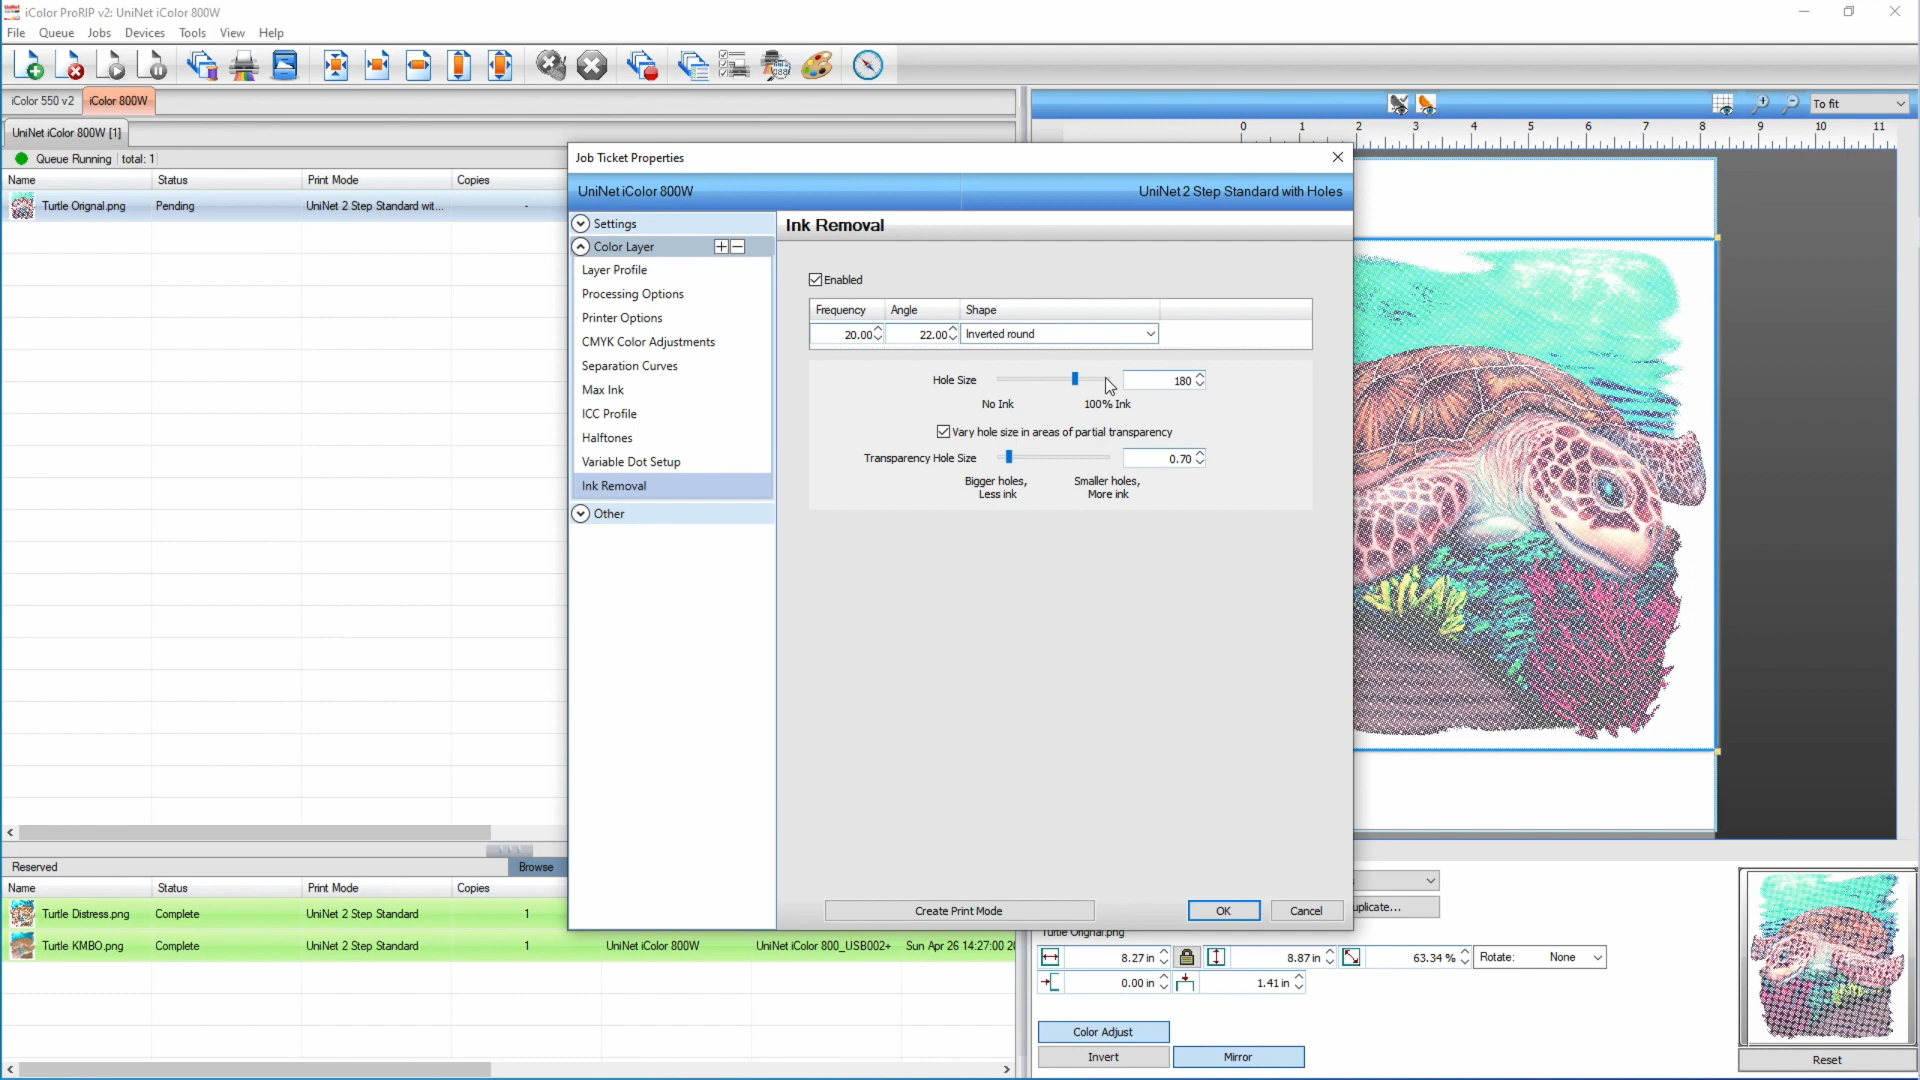 iColor ProRIP v2: UniNet iColor 800W
File Queue Jobs Devices Tools View Help
iColor 550 v2 iColor 800W
To fit
UniNet iColor 800W [1]
0 1 2 3 4 5 6 7 8 9 10 11
Queue Running total: 1
Name Status Print Mode Copies
Turtle Orignal.png Pending UniNet 2 Step Standard wit... -
Job Ticket Properties
UniNet iColor 800W UniNet 2 Step Standard with Holes
Settings
Color Layer
Layer Profile
Processing Options
Printer Options
CMYK Color Adjustments
Separation Curves
Max Ink
ICC Profile
Halftones
Variable Dot Setup
Ink Removal
Other
Ink Removal
Enabled
Frequency Angle Shape
20.00 22.00 Inverted round
Hole Size 180
No Ink 100% Ink
Vary hole size in areas of partial transparency
Transparency Hole Size 0.70
Bigger holes, Smaller holes,
Less ink More ink
Create Print Mode OK Cancel
Reserved Browse
Name Status Print Mode Copies
Turtle Distress.png Complete UniNet 2 Step Standard 1
Turtle KMBO.png Complete UniNet 2 Step Standard 1 UniNet iColor 800W UniNet iColor 800_USB002+ Sun Apr 26 14:27:00 20
uplicate...
Turtle Orignal.png
8.27 in 8.87 in 63.34 % Rotate: None
0.00 in 1.41 in
Color Adjust
Invert Mirror
Reset